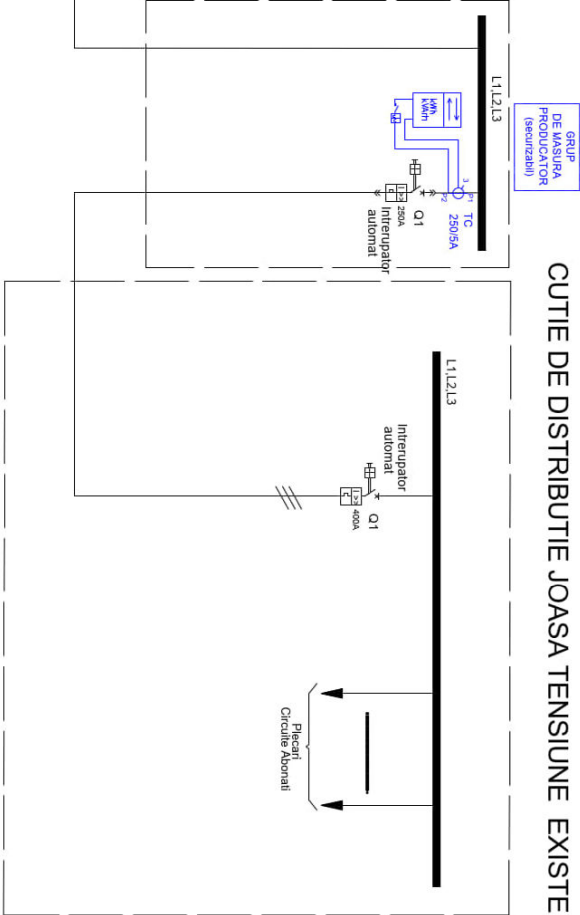 GRUP
DE MASURA
PRODUCATOR
(securizabil)
L1,L2,L3
kWh
kVArh
3
P1
P2
TC
250/5A
Q1
I >>
250A
Intrerupator
automat
CUTIE DE DISTRIBUTIE JOASA TENSIUNE EXISTE
L1,L2,L3
Intrerupator
automat
Q1
I >>
400A
Plecari
Circuite Abonati